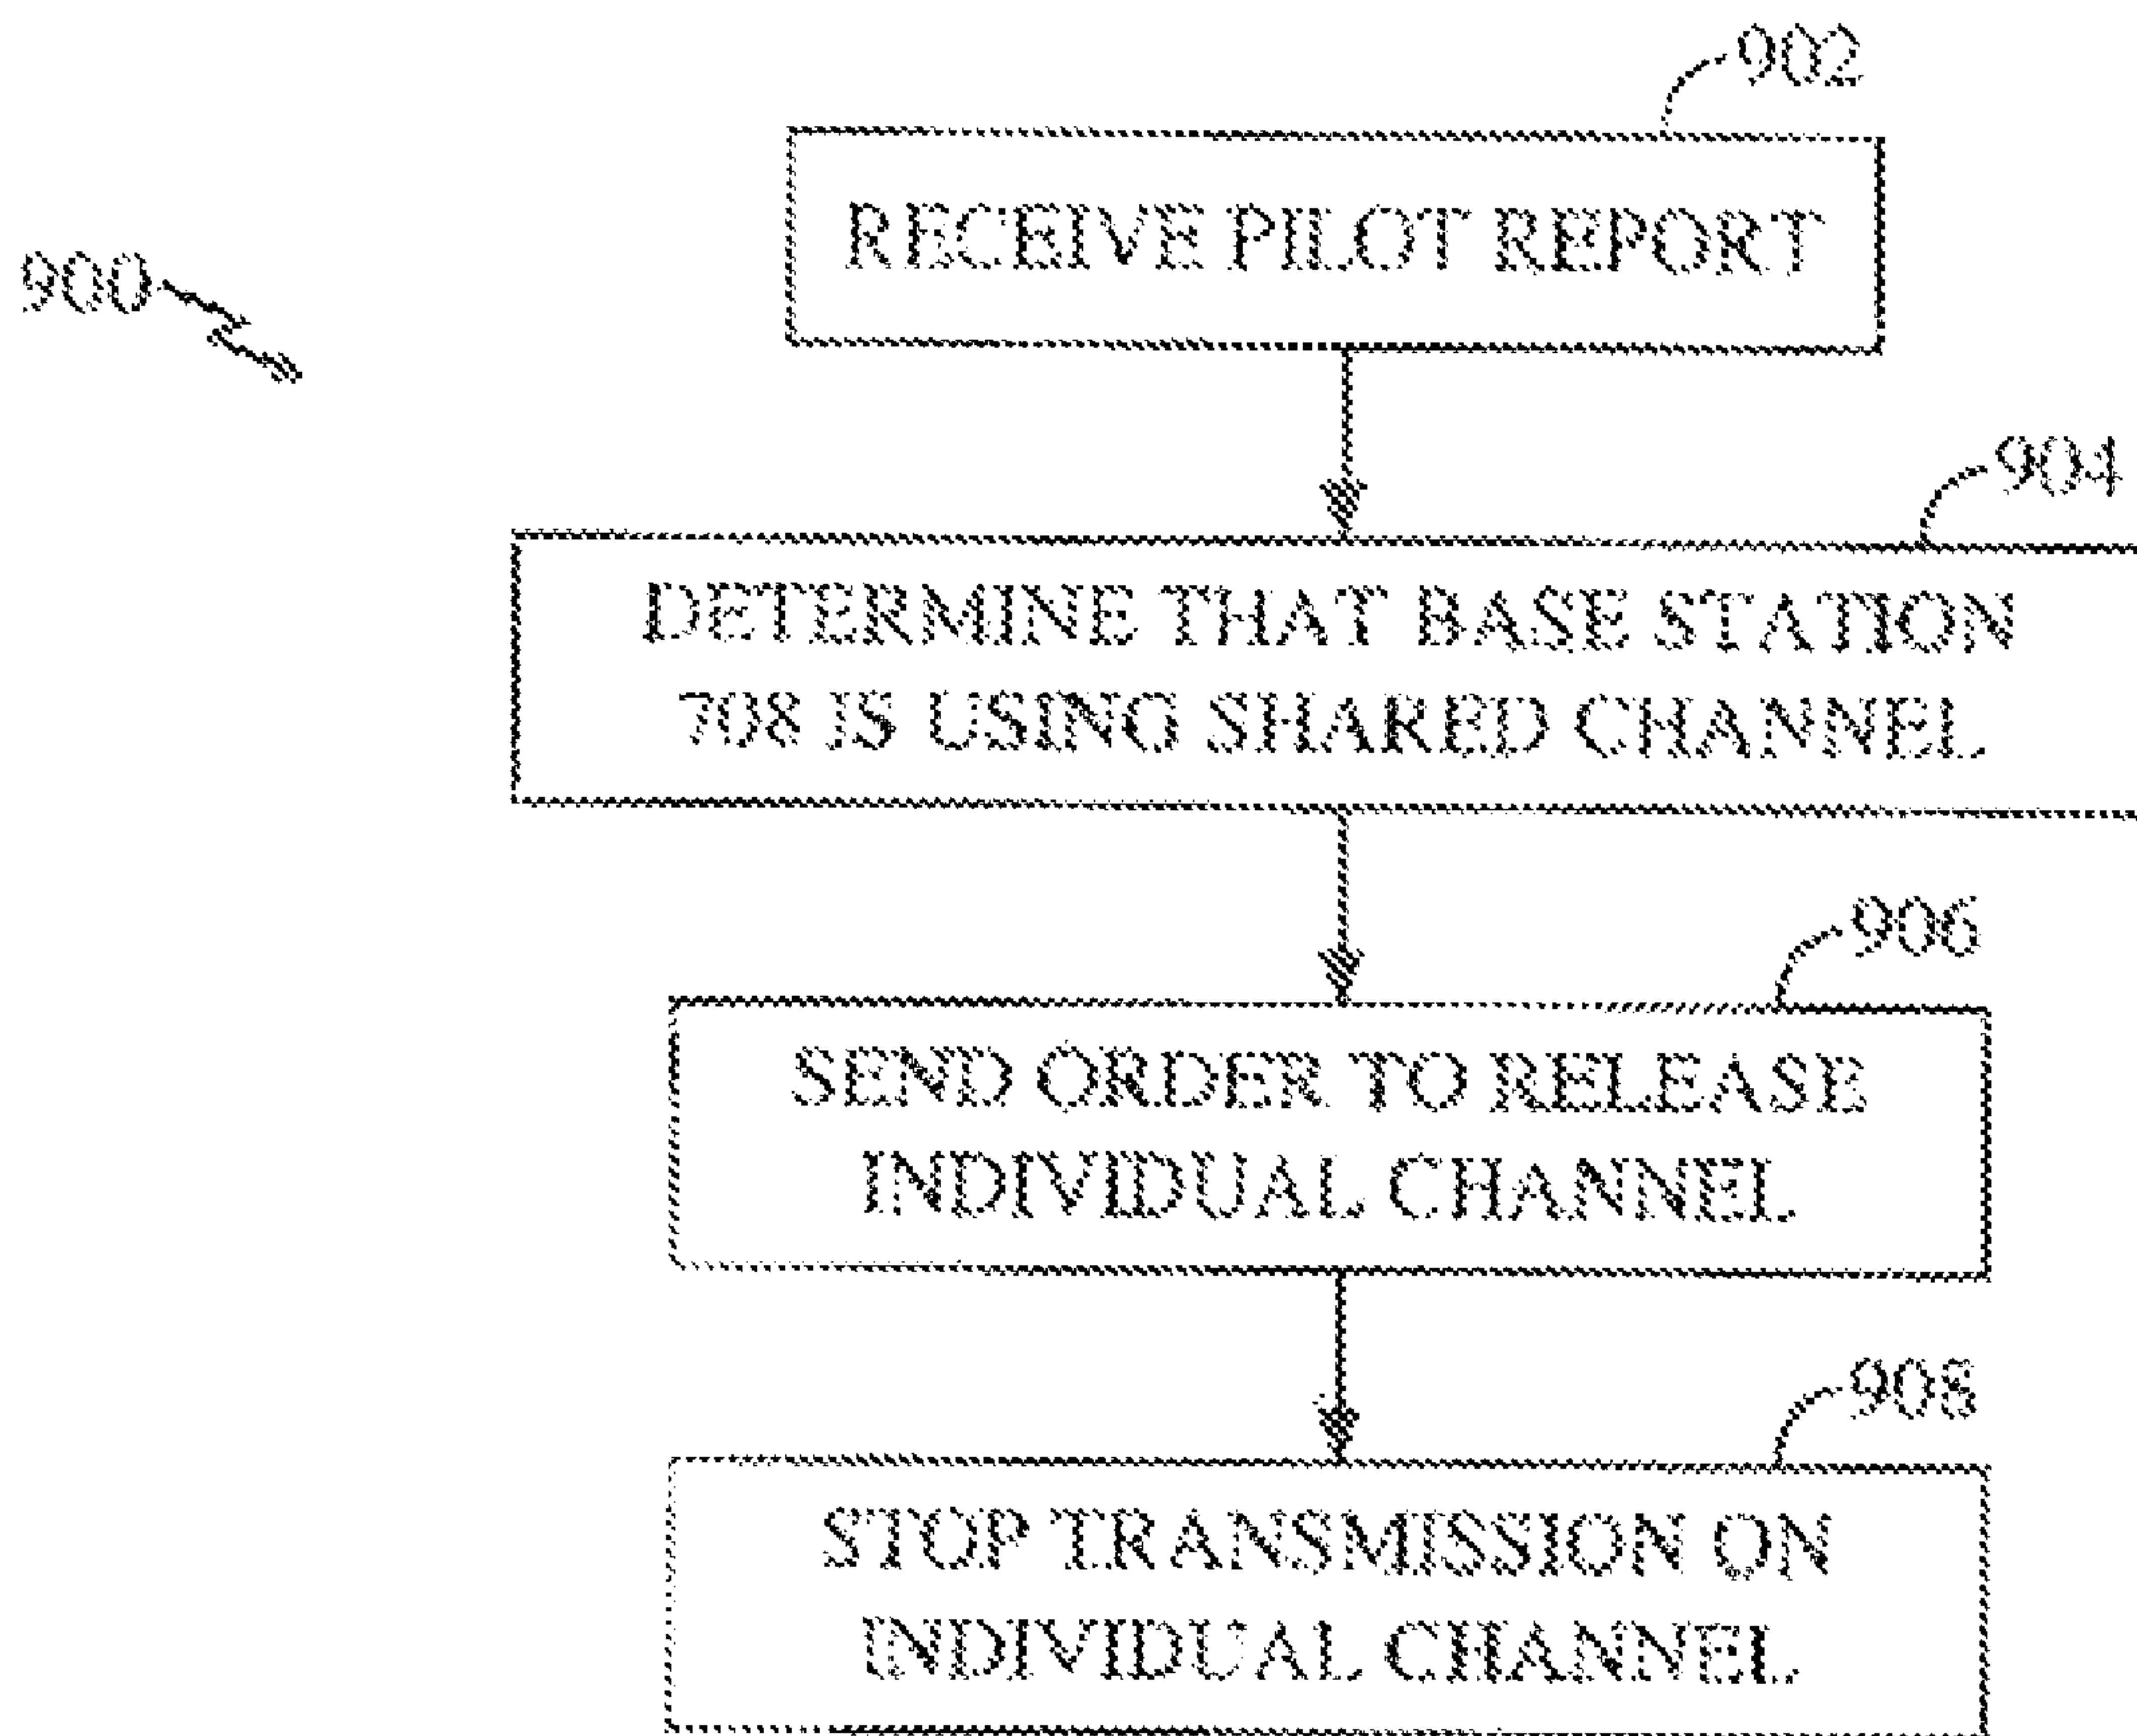 902
RECEIVE PILOT REPORT
900
904
DETERMINE THAT BASE STATION
708 IS USING SHARED CHANNEL
906
SEND ORDER TO RELEASE
INDIVIDUAL CHANNEL
908
STOP TRANSMISSION ON
INDIVIDUAL CHANNEL